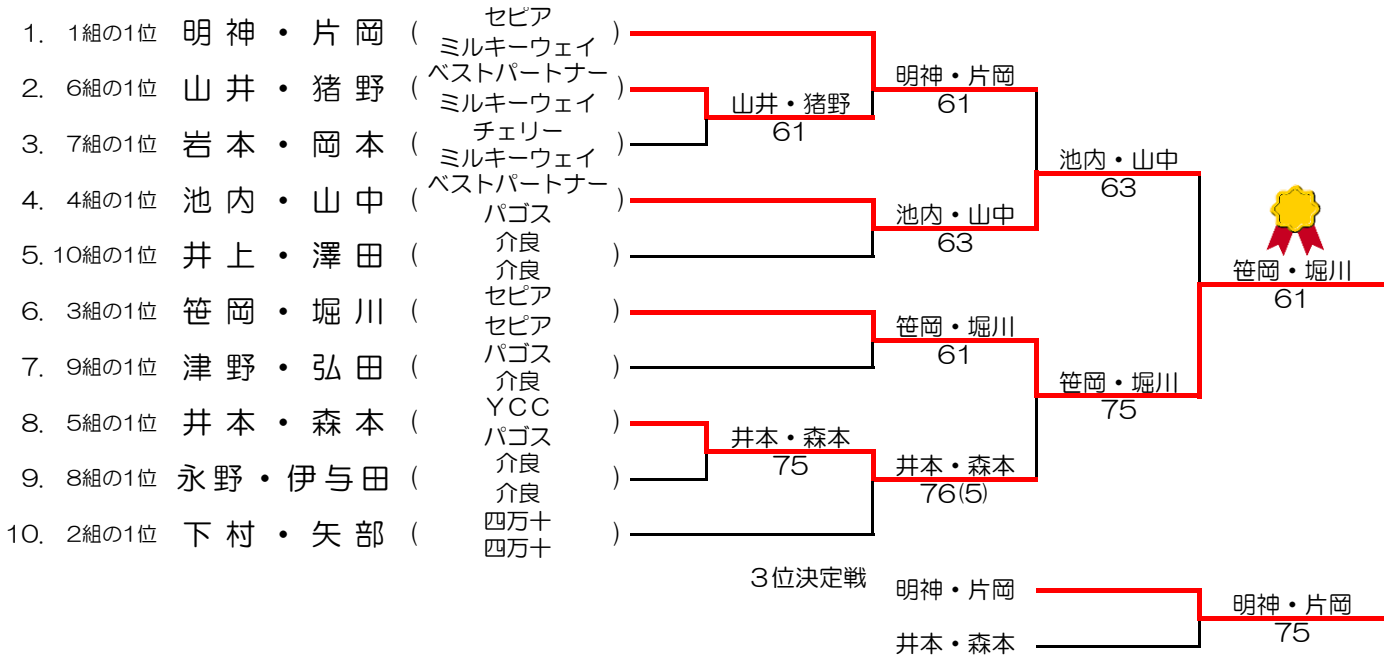 1. 1組の1位 明神・片岡 ( セピア ミルキーウェイ )
2. 6組の1位 山井・猪野 ( ベストパートナー ミルキーウェイ )
3. 7組の1位 岩本・岡本 ( チェリー ミルキーウェイ )
4. 4組の1位 池内・山中 ( ベストパートナー パゴス )
5. 10組の1位 井上・澤田 ( 介良 介良 )
6. 3組の1位 笹岡・堀川 ( セピア セピア )
7. 9組の1位 津野・弘田 ( パゴス 介良 )
8. 5組の1位 井本・森本 ( YCC パゴス )
9. 8組の1位 永野・伊与田 ( 介良 介良 )
10. 2組の1位 下村・矢部 ( 四万十 四万十 )
山井・猪野
61
井本・森本
75
明神・片岡
61
池内・山中
63
笹岡・堀川
61
井本・森本
76(5)
池内・山中
63
笹岡・堀川
75
笹岡・堀川
61
3位決定戦
明神・片岡
井本・森本
明神・片岡
75